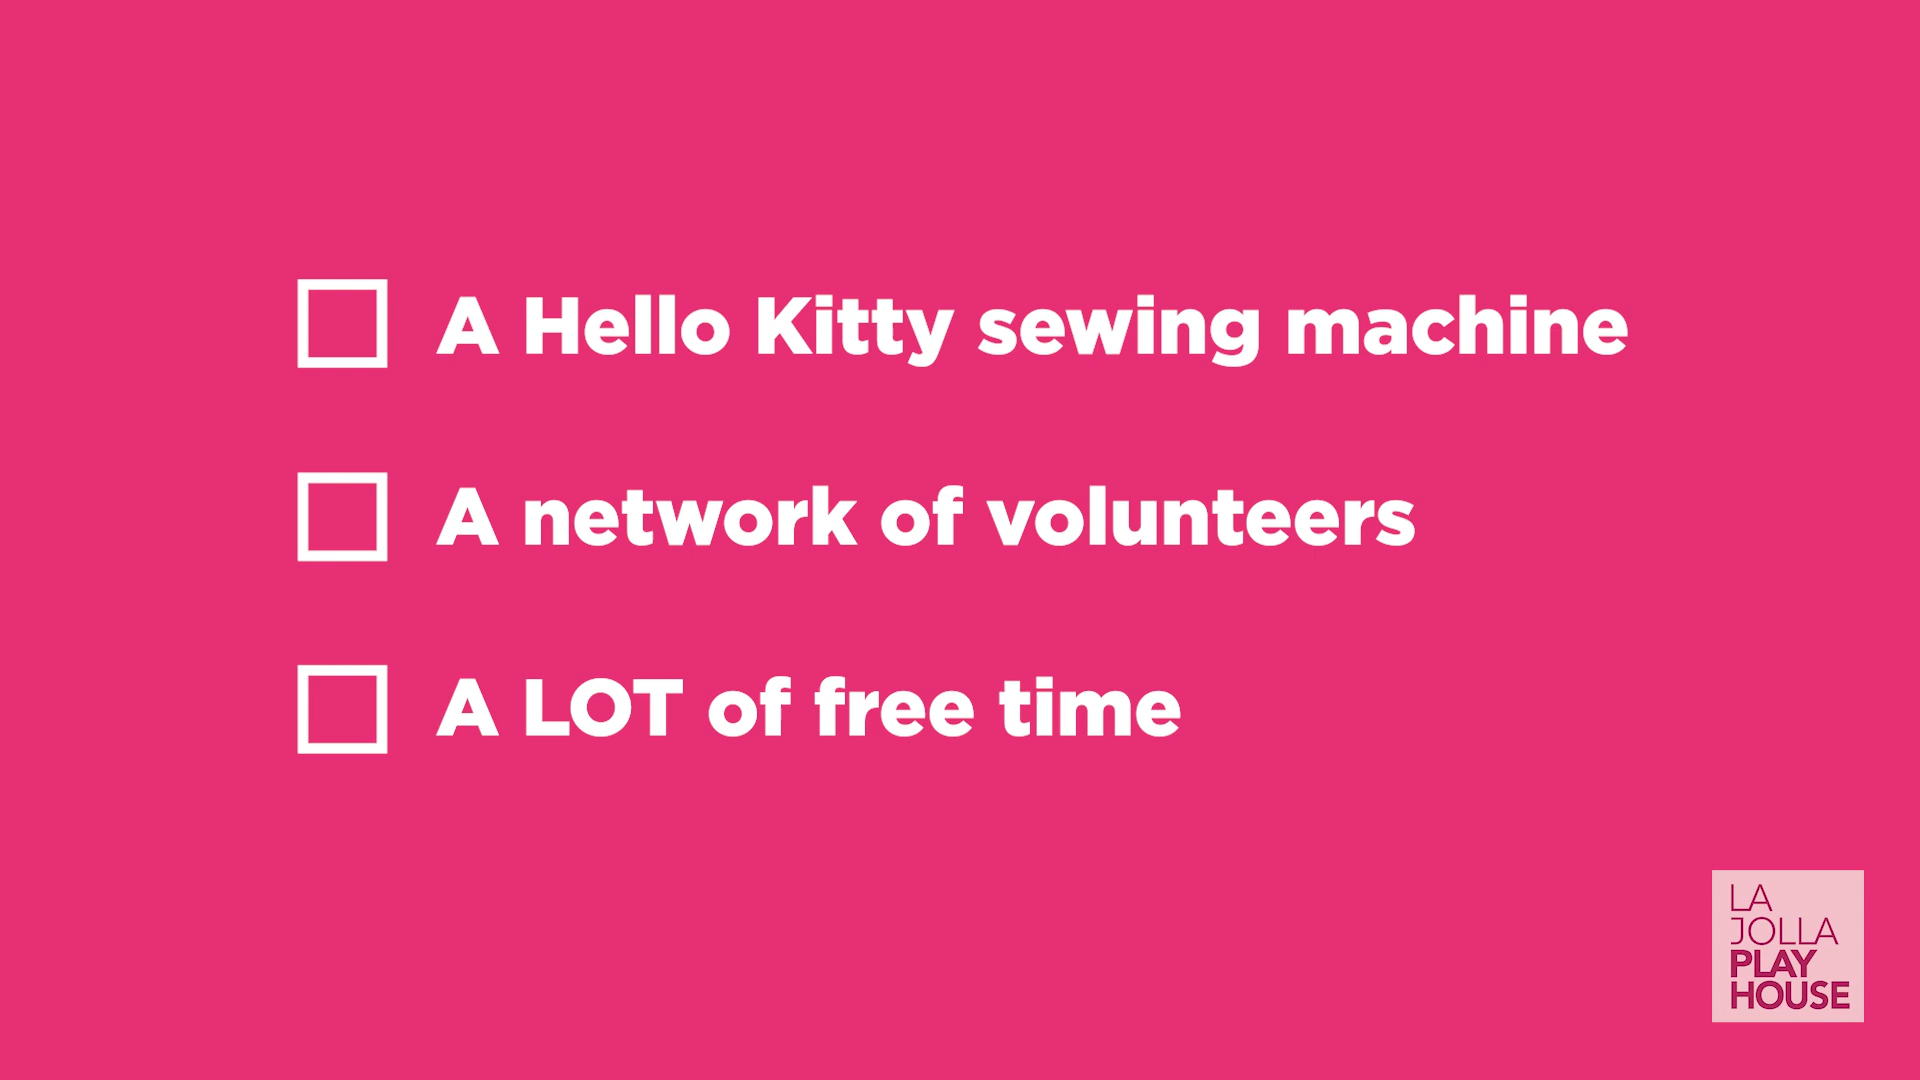 A Hello Kitty sewing machine
A network of volunteers
A LOT of free time
LA
JOLLA
PLAY
HOUSE